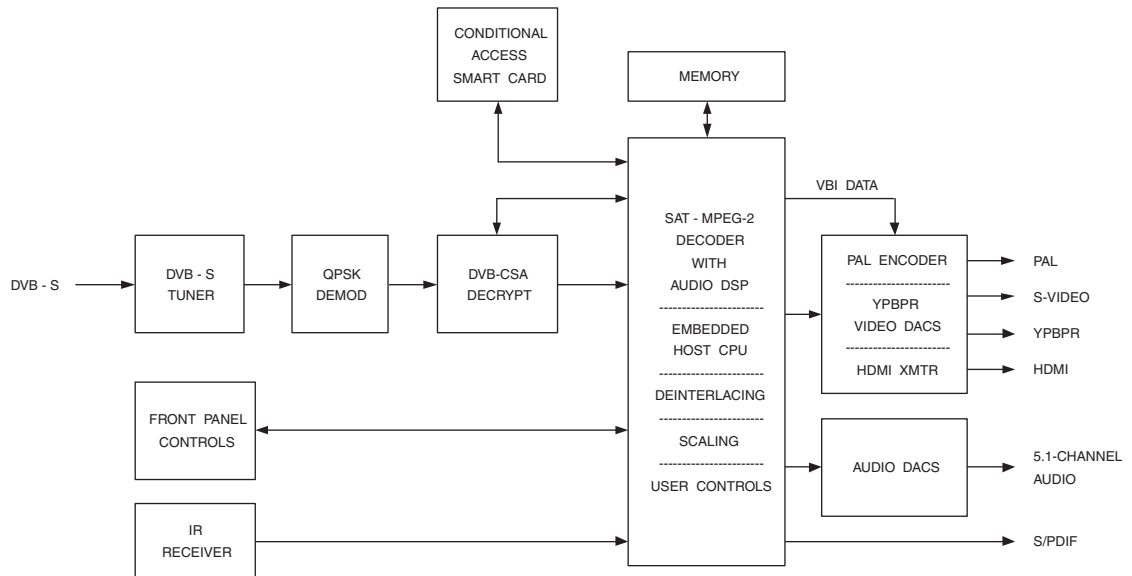 CONDITIONAL
ACCESS
SMART CARD
MEMORY
VBI DATA
DVB - S
DVB - S
TUNER
QPSK
DEMOD
DVB-CSA
DECRYPT
SAT - MPEG-2
DECODER
WITH
AUDIO DSP
EMBEDDED
HOST CPU
DEINTERLACING
SCALING
USER CONTROLS
PAL ENCODER
YPBPR
VIDEO DACS
HDMI XMTR
PAL
S-VIDEO
YPBPR
HDMI
FRONT PANEL
CONTROLS
AUDIO DACS
5.1-CHANNEL
AUDIO
IR
RECEIVER
S/PDIF